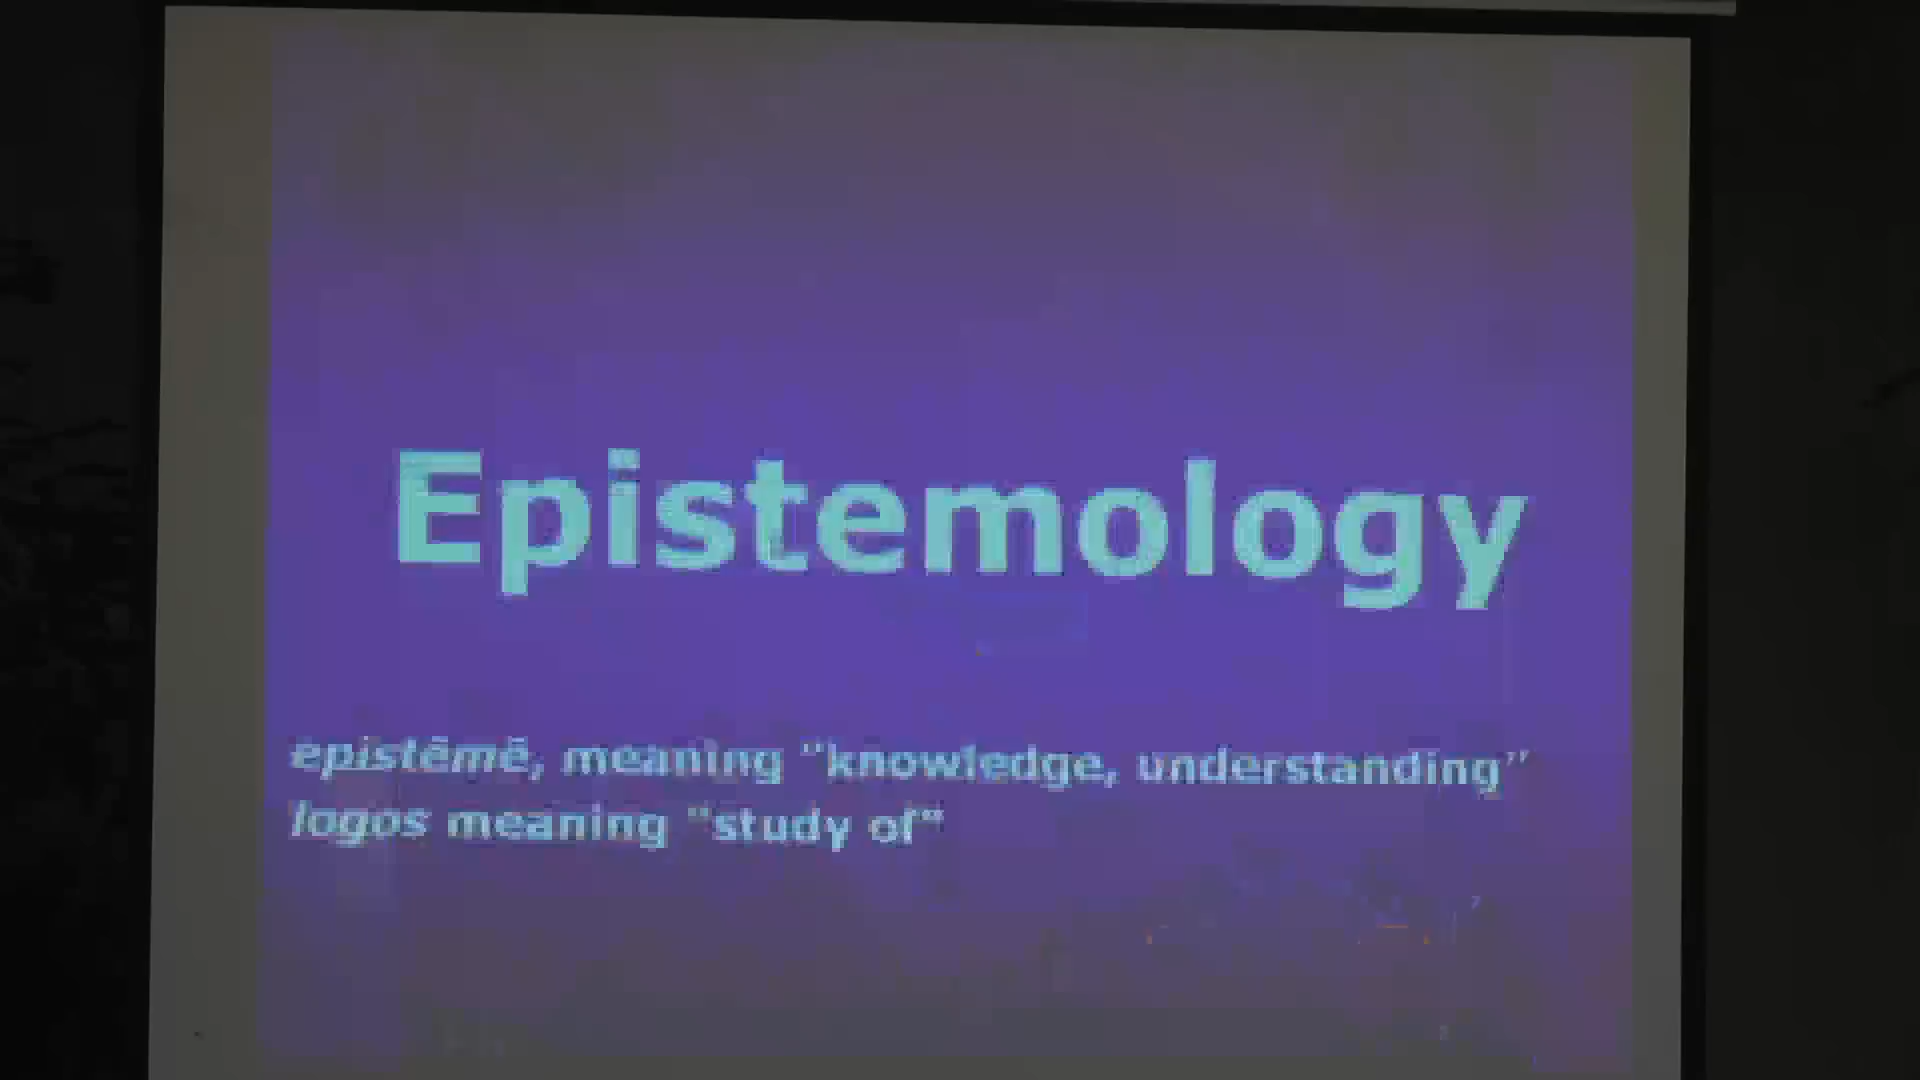 Epistemology
epistēmē, meaning "knowledge, understanding"
logos meaning "study of"